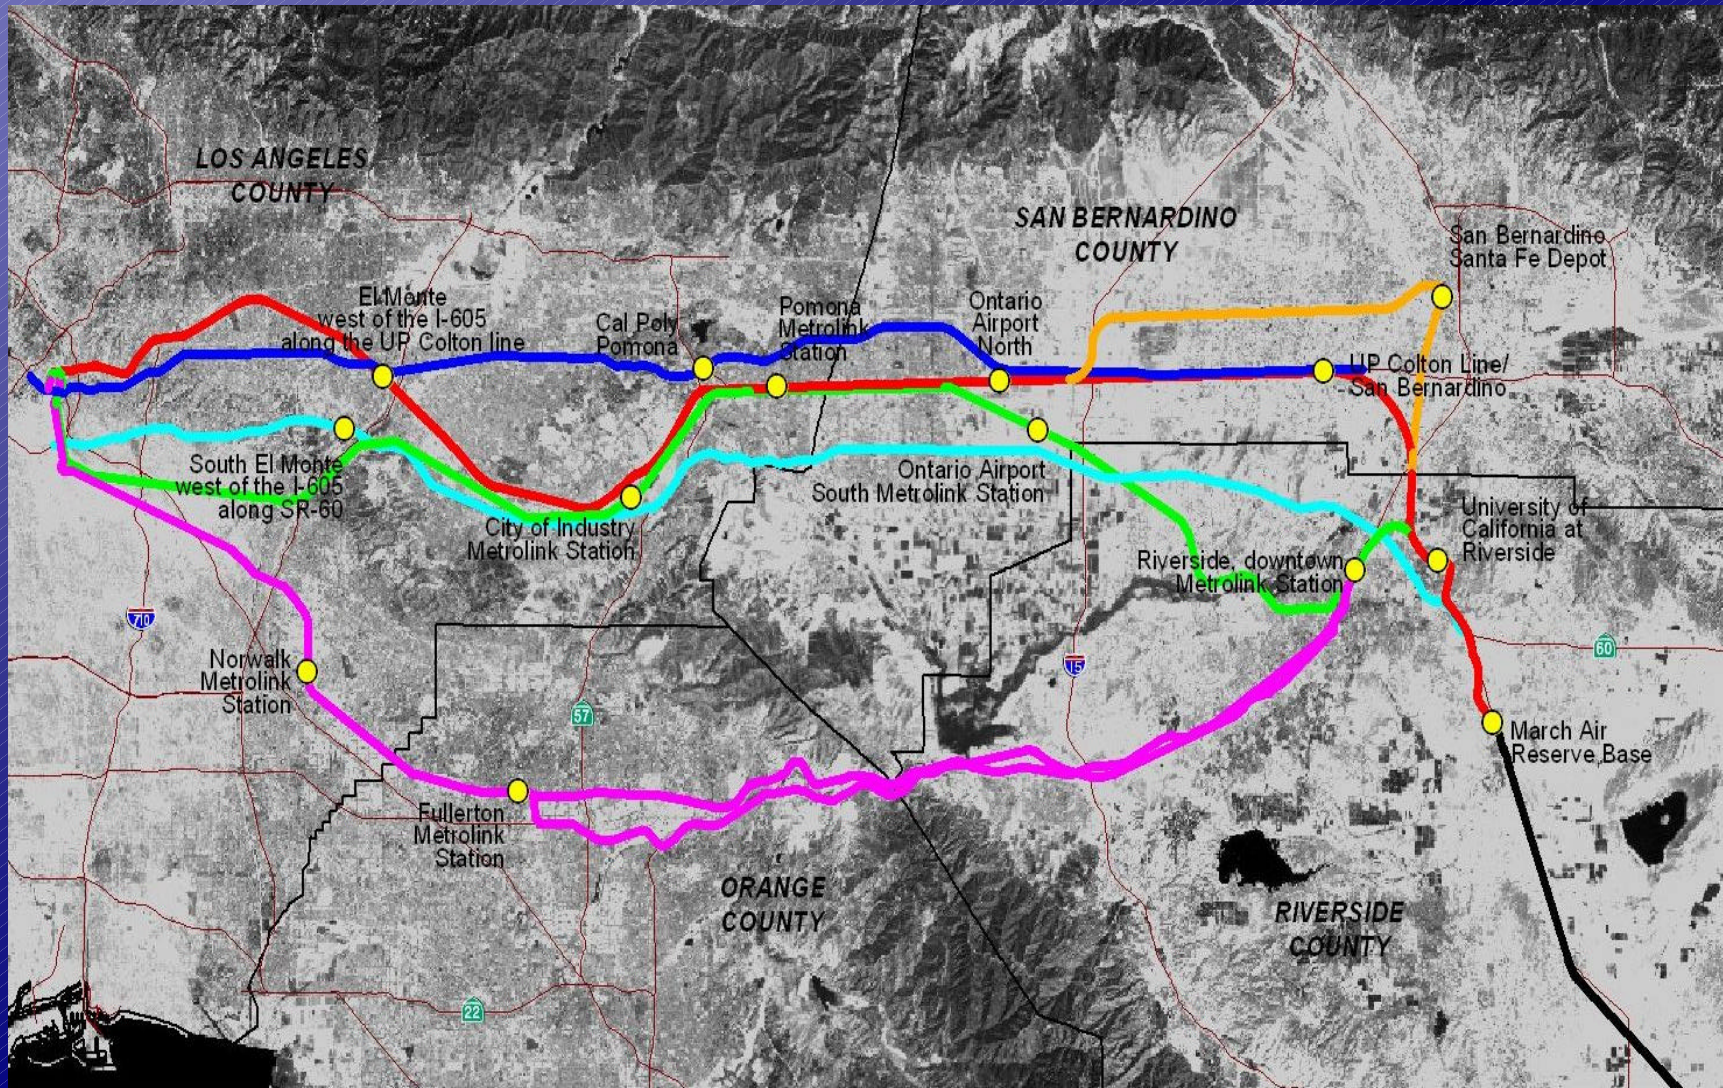 LOS ANGELES
COUNTY
SAN BERNARDINO
COUNTY
San Bernardino
Santa Fe Depot
El Monte
west of the I-605
along the UP Colton line
Cal Poly
Pomona
Pomona
Metrolink
Station
Ontario
Airport
North
UP Colton Line/
San Bernardino
South El Monte
west of the I-605
along SR-60
City of Industry
Metrolink Station
Ontario Airport
South Metrolink Station
University of
California at
Riverside
Riverside, downtown
Metrolink Station
710
Norwalk
Metrolink
Station
15
60
57
March Air
Reserve Base
Fullerton
Metrolink
Station
ORANGE
COUNTY
RIVERSIDE
COUNTY
22